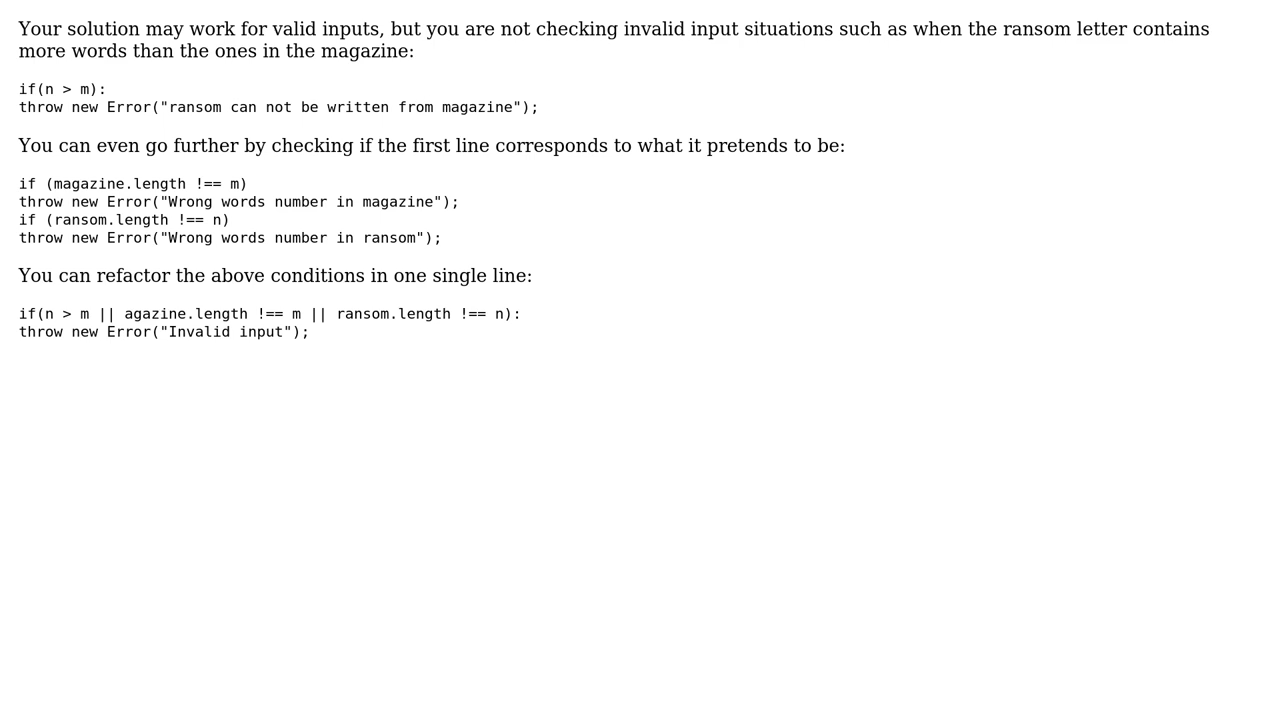 Your solution may work for valid inputs, but you are not checking invalid input situations such as when the ransom letter contains
more words than the ones in the magazine:
if(n > m):
throw new Error("ransom can not be written from magazine");
You can even go further by checking if the first line corresponds to what it pretends to be:
if (magazine.length !== m)
throw new Error("Wrong words number in magazine");
if (ransom.length !== n)
throw new Error("Wrong words number in ransom");
You can refactor the above conditions in one single line:
if(n > m || agazine.length !== m || ransom.length !== n):
throw new Error("Invalid input");